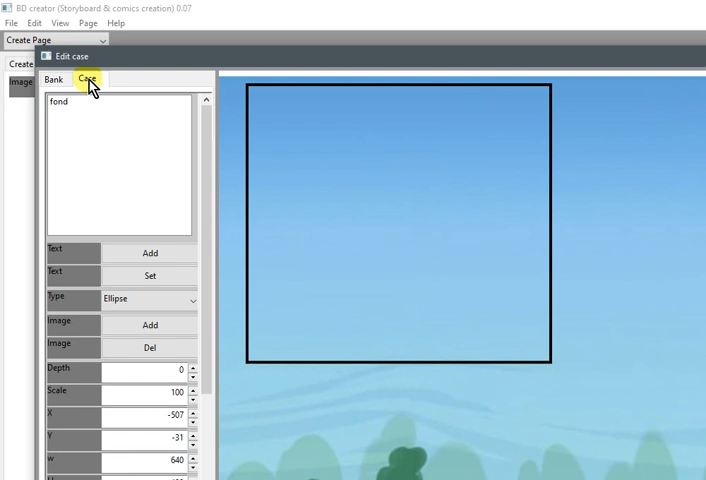 BD creator (Storyboard & comics creation) 0.07
File Edit View Page Help
Create Page
Edit case
Create
Bank Case
Image
fond
Text Add
Text Set
Type Ellipse
Image Add
Image Del
Depth 0
Scale 100
X -507
Y -31
w 640